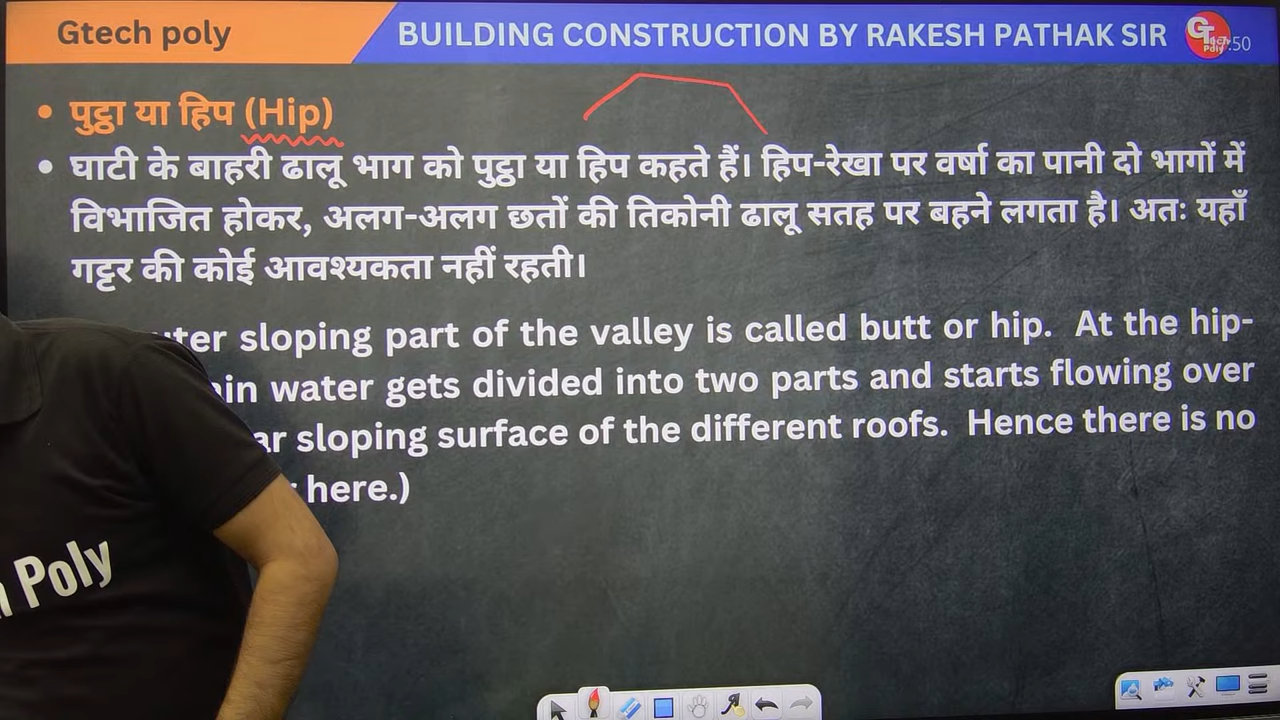 Gtech poly
BUILDING CONSTRUCTION BY RAKESH PATHAK SIR
GT
Poly
:50
• पुट्ठा या हिप (Hip)
• घाटी के बाहरी ढालू भाग को पुट्ठा या हिप कहते हैं। हिप-रेखा पर वर्षा का पानी दो भागों में
विभाजित होकर, अलग-अलग छतों की तिकोनी ढालू सतह पर बहने लगता है। अतः यहाँ
गट्टर की कोई आवश्यकता नहीं रहती।
sloping part of the valley is called butt or hip. At the hip-
water gets divided into two parts and starts flowing over
sloping surface of the different roofs. Hence there is no
here.)
Poly